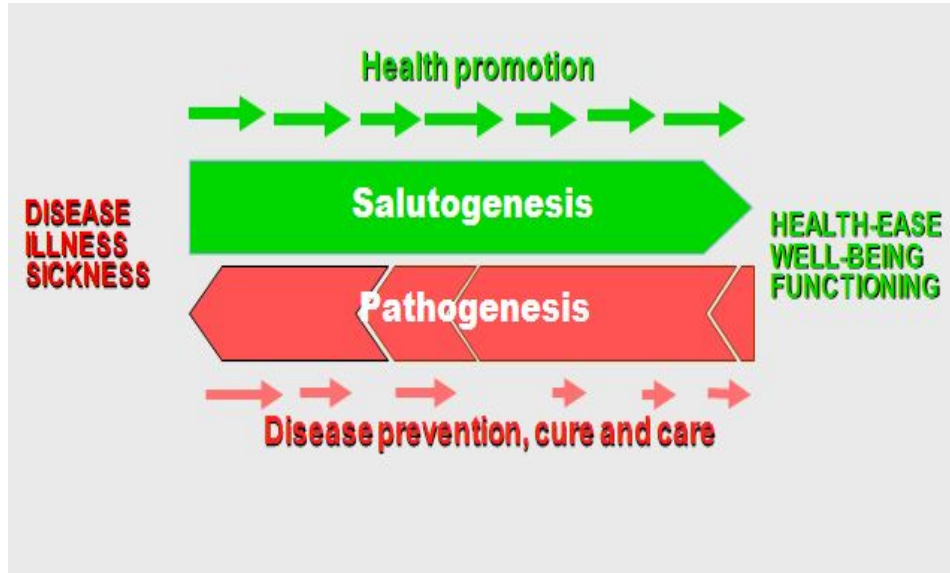 Health promotion
Salutogenesis
DISEASE
ILLNESS
SICKNESS
HEALTH-EASE
WELL-BEING
FUNCTIONING
Pathogenesis
Disease prevention, cure and care